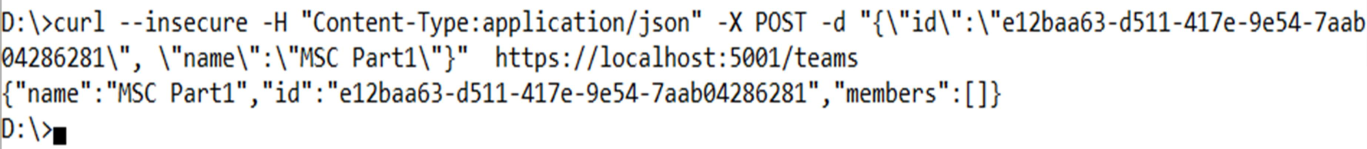 D:\>curl --insecure -H "Content-Type:application/json" -X POST -d "{\"id\":\"e12baa63-d511-417e-9e54-7aab
04286281\", \"name\":\"MSC Part1\"}"  https://localhost:5001/teams
{"name":"MSC Part1","id":"e12baa63-d511-417e-9e54-7aab04286281","members":[]}
D:\>